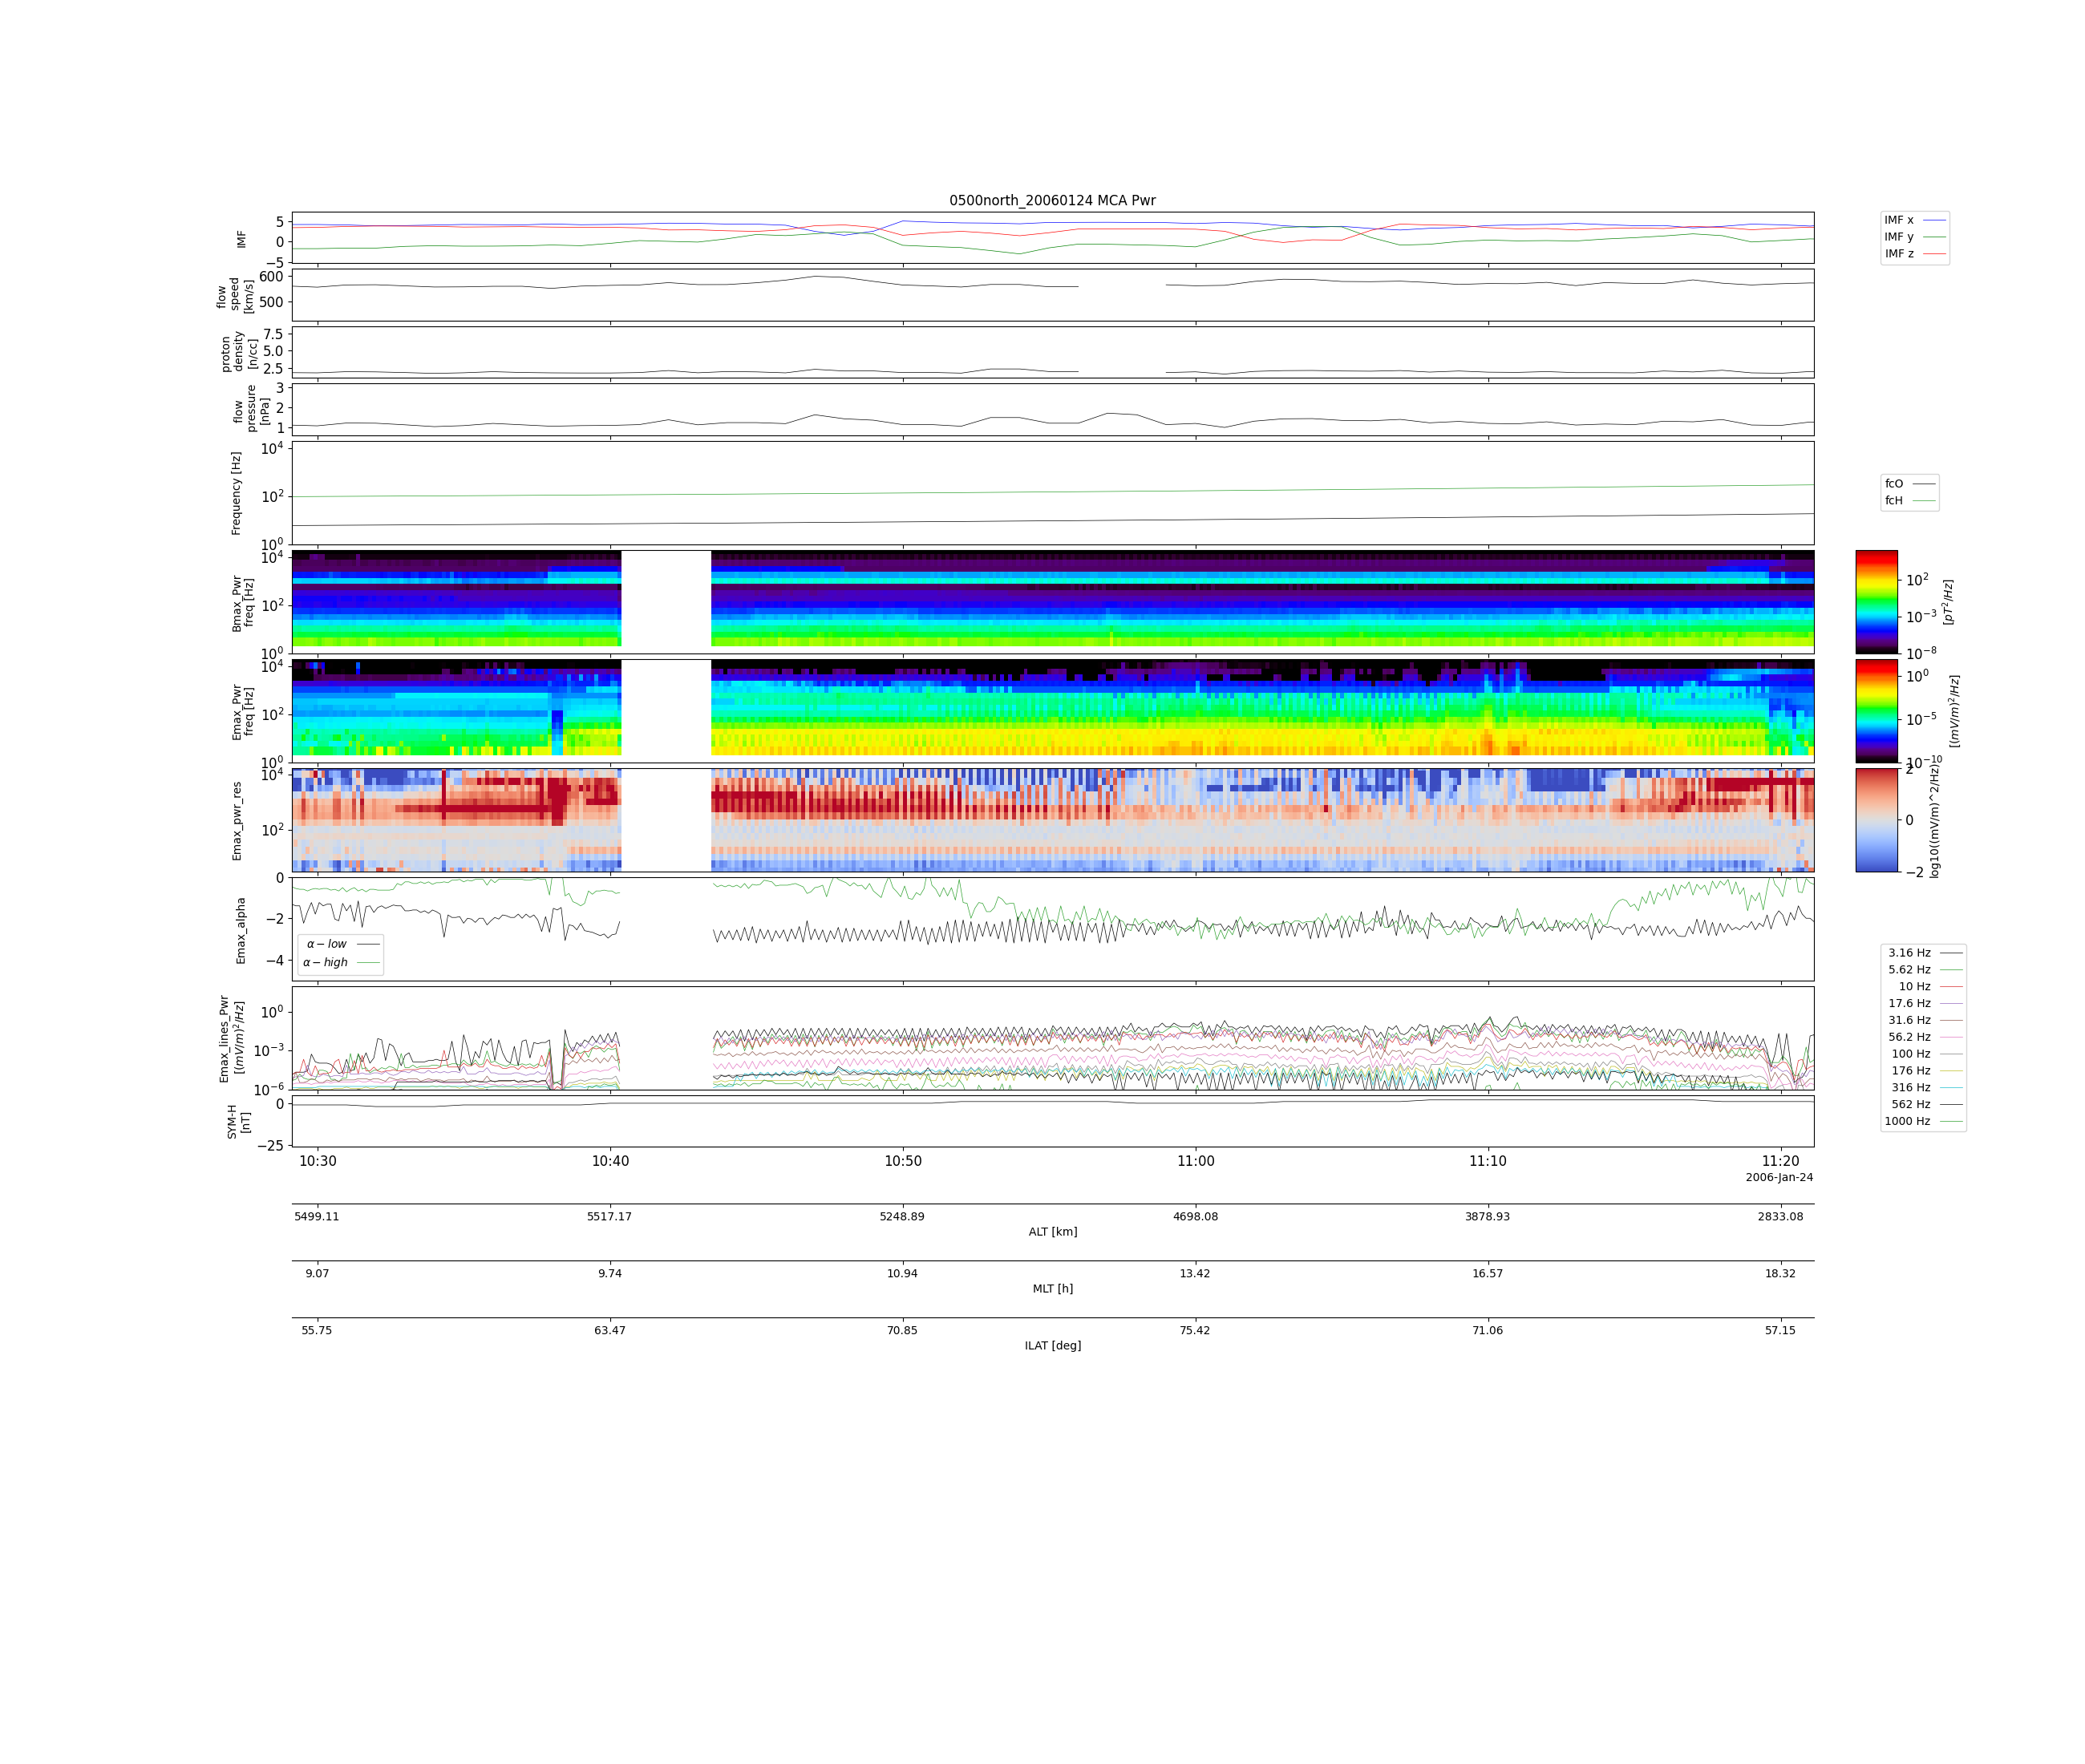 0500north_20060124 MCA Pwr
IMF
5
0
−5
IMF x
IMF y
IMF z
flow
speed
[km/s]
600
500
proton
density
[n/cc]
7.5
5.0
2.5
flow
pressure
[nPa]
3
2
1
Frequency [Hz]
10^4
10^2
10^0
fcO
fcH
Bmax_Pwr
freq [Hz]
10^4
10^2
10^0
10^2
10^−3
10^−8
[pT^2/Hz]
Emax_Pwr
freq [Hz]
10^4
10^2
10^0
10^0
10^−5
10^−10
[(mV/m)^2/Hz]
Emax_pwr_res
10^4
10^2
2
0
−2
log10((mV/m)^2/Hz)
Emax_alpha
0
−2
−4
α − low
α − high
Emax_lines_Pwr
[(mV/m)^2/Hz]
10^0
10^−3
10^−6
3.16 Hz
5.62 Hz
10 Hz
17.6 Hz
31.6 Hz
56.2 Hz
100 Hz
176 Hz
316 Hz
562 Hz
1000 Hz
SYM-H
[nT]
0
−25
10:30 10:40 10:50 11:00 11:10 11:20
2006-Jan-24
5499.11 5517.17 5248.89 4698.08 3878.93 2833.08
ALT [km]
9.07 9.74 10.94 13.42 16.57 18.32
MLT [h]
55.75 63.47 70.85 75.42 71.06 57.15
ILAT [deg]